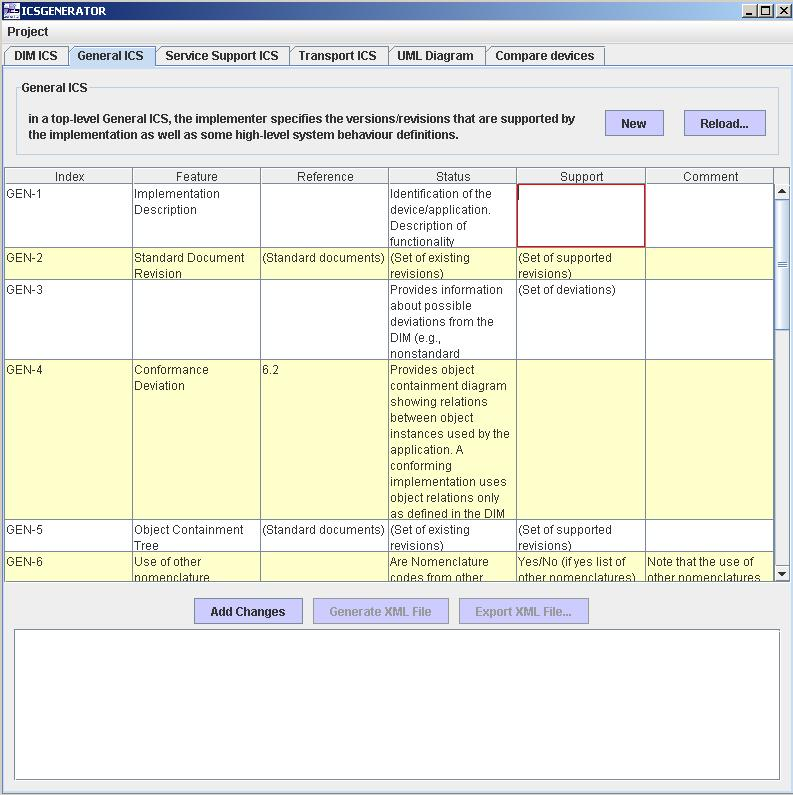 ICSGENERATOR
Project
DIM ICS General ICS Service Support ICS Transport ICS UML Diagram Compare devices
General ICS
in a top-level General ICS, the implementer specifies the versions/revisions that are supported by
the implementation as well as some high-level system behaviour definitions.
New Reload...
Index Feature Reference Status Support Comment
GEN-1 Implementation Identification of the
Description device/application.
Description of
functionality
GEN-2 Standard Document (Standard documents) (Set of existing (Set of supported
Revision revisions) revisions)
GEN-3 Provides information (Set of deviations)
about possible
deviations from the
DIM (e.g.,
nonstandard
GEN-4 Conformance 6.2 Provides object
Deviation containment diagram
showing relations
between object
instances used by the
application. A
conforming
implementation uses
object relations only
as defined in the DIM
GEN-5 Object Containment (Standard documents) (Set of existing (Set of supported
Tree revisions) revisions)
GEN-6 Use of other Are Nomenclature Yes/No (if yes list of Note that the use of
nomenclature codes from other other nomenclatures) other nomenclatures
Add Changes Generate XML File Export XML File...